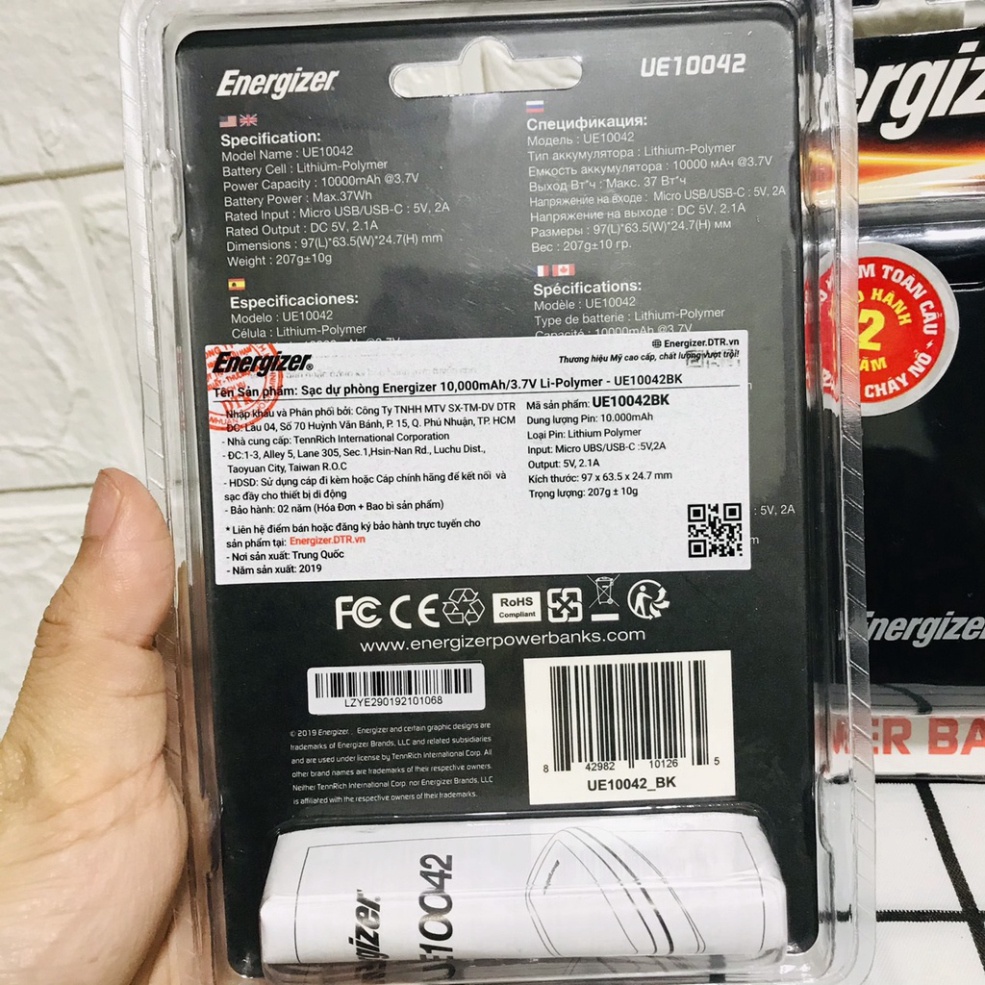 Energizer
UE10042
Specification:
Model Name : UE10042
Battery Cell : Lithium-Polymer
Power Capacity : 10000mAh @3.7V
Battery Power : Max.37Wh
Rated Input : Micro USB/USB-C : 5V, 2A
Rated Output : DC 5V, 2.1A
Dimensions : 97(L)*63.5(W)*24.7(H) mm
Weight : 207g±10g
Спецификация:
Модель : UE10042
Тип аккумулятора : Lithium-Polymer
Емкость аккумулятора : 10000 мАч @3.7V
Выход Вт*ч : Макс. 37 Вт*ч
Напряжение на входе : Micro USB/USB-C : 5V, 2A
Напряжение на выходе : DC 5V, 2.1A
Размеры : 97(L)*63.5(W)*24.7(H) мм
Вес : 207g±10 гр.
Especificaciones:
Modelo : UE10042
Célula : Lithium-Polymer
Spécifications:
Modèle : UE10042
Type de batterie : Lithium-Polymer
Capacité : 10000mAh @3.7V
Energizer®
Energizer.DTR.vn
Thương hiệu Mỹ cao cấp, chất lượng vượt trội!
Tên Sản phẩm: Sạc dự phòng Energizer 10,000mAh/3.7V Li-Polymer - UE10042BK
- Nhập khẩu và Phân phối bởi: Công Ty TNHH MTV SX-TM-DV DTR
ĐC: Lầu 04, Số 70 Huỳnh Văn Bánh, P. 15, Q. Phú Nhuận, TP. HCM
- Nhà cung cấp: TennRich International Corporation
- ĐC:1-3, Alley 5, Lane 305, Sec.1,Hsin-Nan Rd., Luchu Dist.,
Taoyuan City, Taiwan R.O.C
- HDSD: Sử dụng cáp đi kèm hoặc Cáp chính hãng để kết nối và
sạc đầy cho thiết bị di động
- Bảo hành: 02 năm (Hóa Đơn + Bao bì sản phẩm)
* Liên hệ điểm bán hoặc đăng ký bảo hành trực tuyến cho
sản phẩm tại: Energizer.DTR.vn
- Nơi sản xuất: Trung Quốc
- Năm sản xuất: 2019
Mã sản phẩm: UE10042BK
Dung lượng Pin: 10.000mAh
Loại Pin: Lithium Polymer
Input: Micro UBS/USB-C :5V,2A
Output: 5V, 2.1A
Kích thước: 97 x 63.5 x 24.7 mm
Trọng lượng: 207g ± 10g
: 5V, 2A
FC CE
RoHS
Compliant
www.energizerpowerbanks.com
LZYE290192101068
© 2019 Energizer . Energizer and certain graphic designs are
trademarks of Energizer Brands, LLC and related subsidiaries
and are used under license by TennRich International Corp. All
other brand names are trademarks of their respective owners.
Neither TennRich International Corp. nor Energizer Brands, LLC
is affiliated with the respective owners of their trademarks.
8 42982 10126 5
UE10042_BK
UE10042
TOÀN CẦU
2
CHÁY NỔ